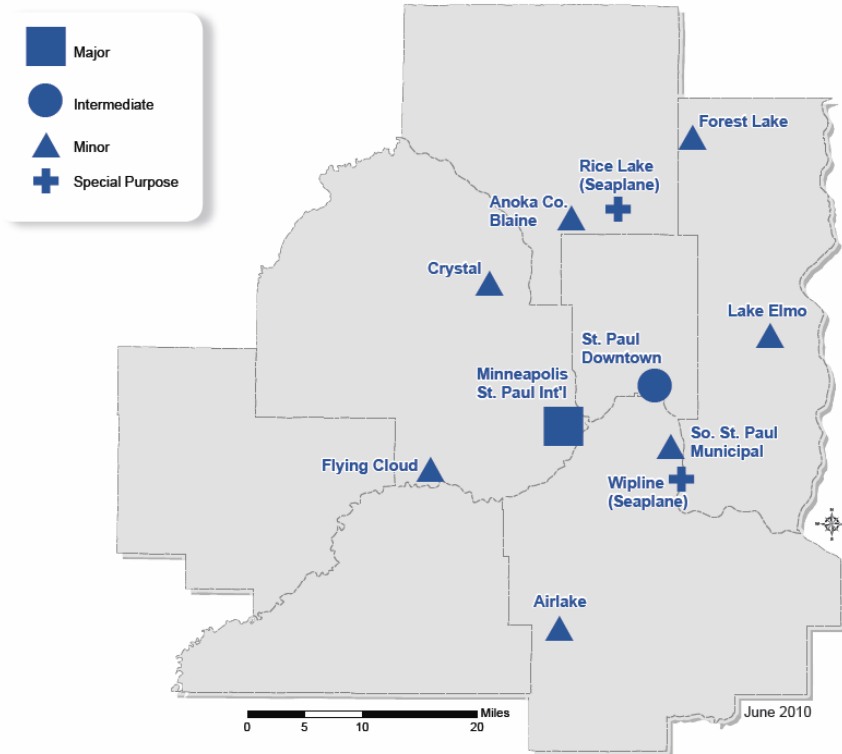 Major
Intermediate
Minor
Special Purpose
Forest Lake
Rice Lake
(Seaplane)
Anoka Co.
Blaine
Crystal
Lake Elmo
St. Paul
Downtown
Minneapolis
St. Paul Int'l
So. St. Paul
Municipal
Flying Cloud
Wipline
(Seaplane)
Airlake
Miles
0 5 10 20
June 2010